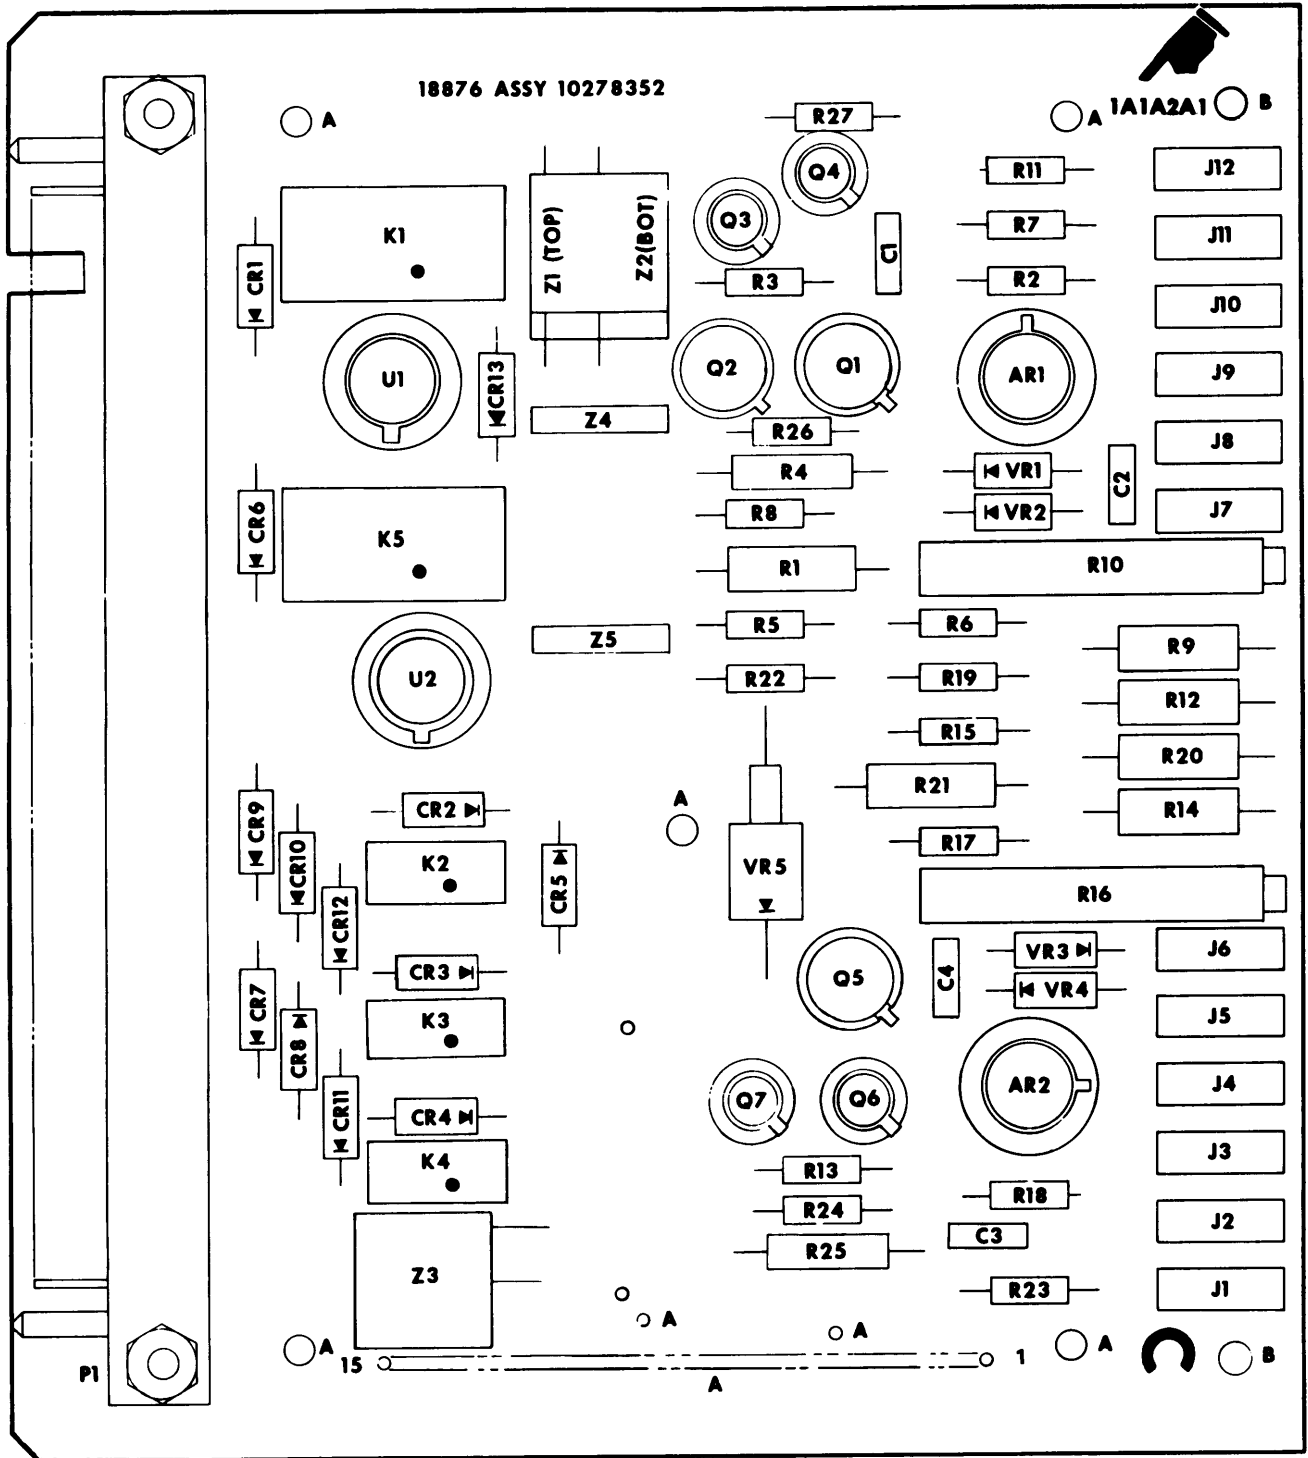 18876 ASSY 10278352
1A1A2A1
B
A
A
R27
Q4
R11
J12
K1
Z1 (TOP)
Z2(BOT)
Q3
C1
R7
J11
CR1
R3
R2
J10
U1
CR13
Q2
Q1
AR1
J9
Z4
R26
J8
R4
VR1
C2
CR6
K5
R8
VR2
J7
R1
R10
Z5
R5
R6
R9
U2
R22
R19
R12
R15
R20
R21
R14
CR9
CR2
A
CR10
K2
CR5
VR5
R17
R16
CR12
CR3
Q5
C4
VR3
J6
VR4
CR7
K3
J5
CR8
AR2
J4
CR11
CR4
Q7
Q6
K4
R13
J3
R18
R24
J2
C3
R25
Z3
R23
J1
A
A
A
A
B
P1
15
1
A